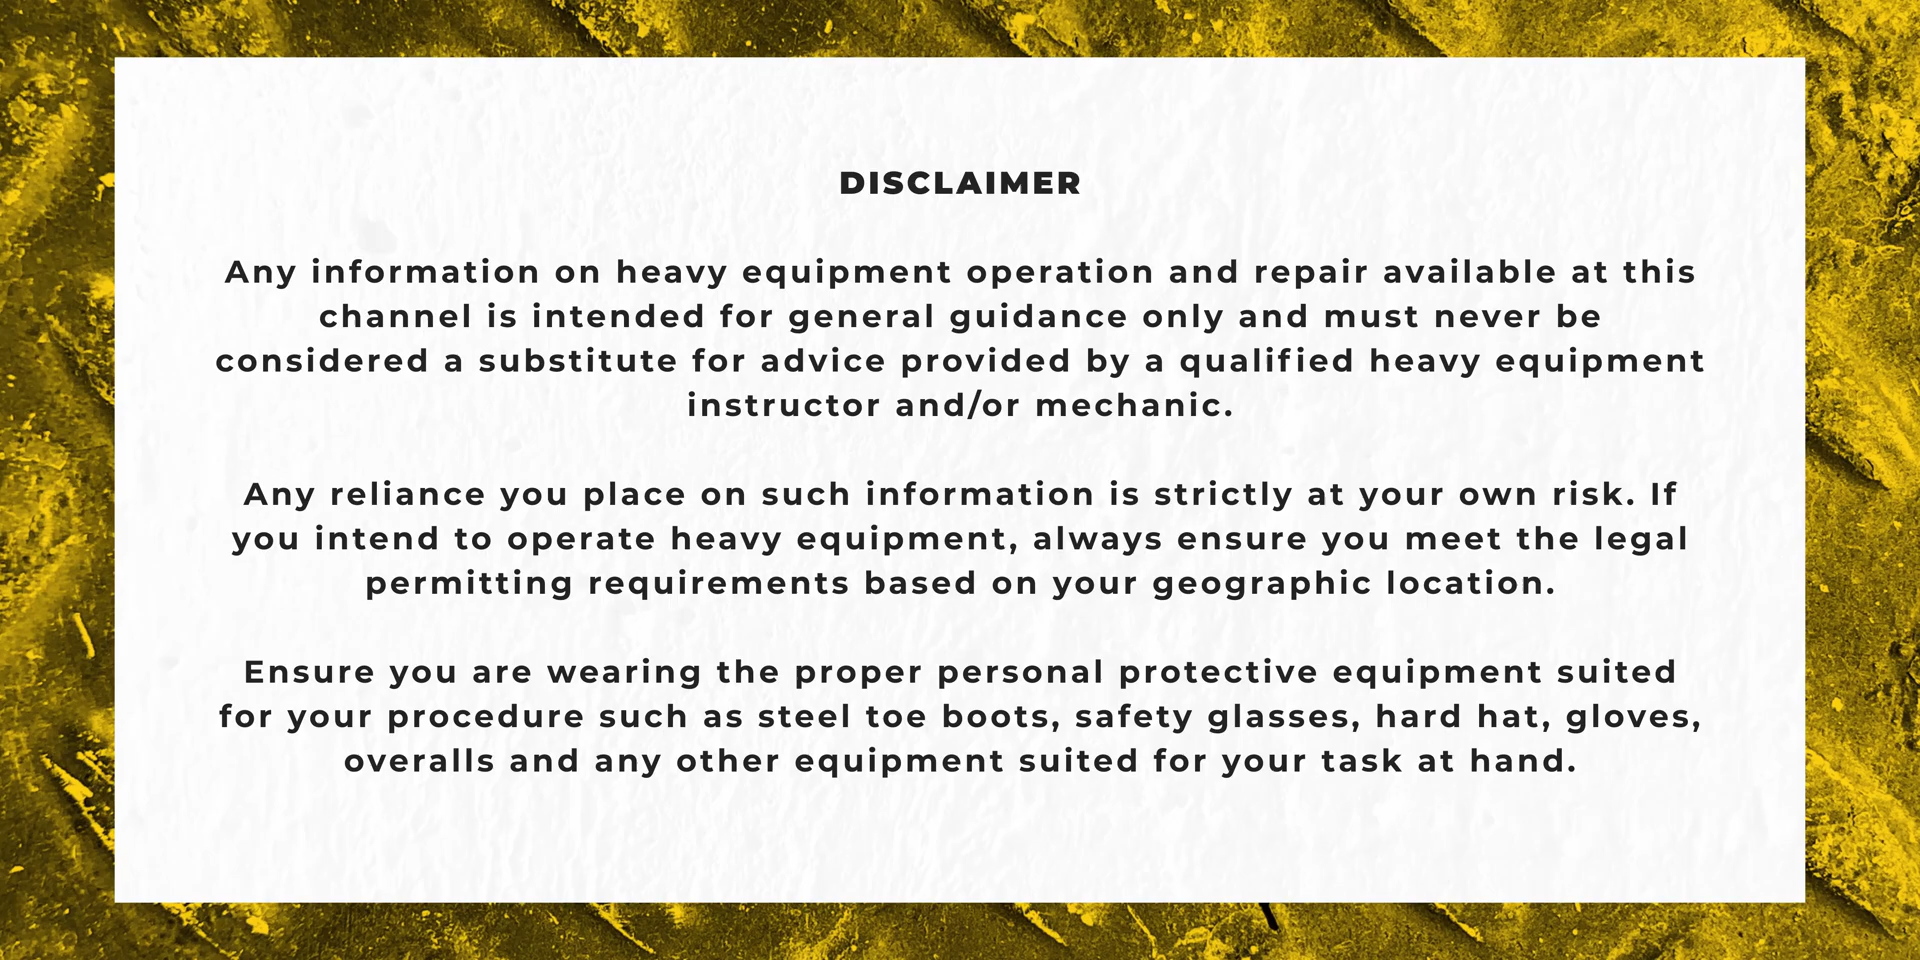 DISCLAIMER
Any information on heavy equipment operation and repair available at this
channel is intended for general guidance only and must never be
considered a substitute for advice provided by a qualified heavy equipment
instructor and/or mechanic.
Any reliance you place on such information is strictly at your own risk. If
you intend to operate heavy equipment, always ensure you meet the legal
permitting requirements based on your geographic location.
Ensure you are wearing the proper personal protective equipment suited
for your procedure such as steel toe boots, safety glasses, hard hat, gloves,
overalls and any other equipment suited for your task at hand.